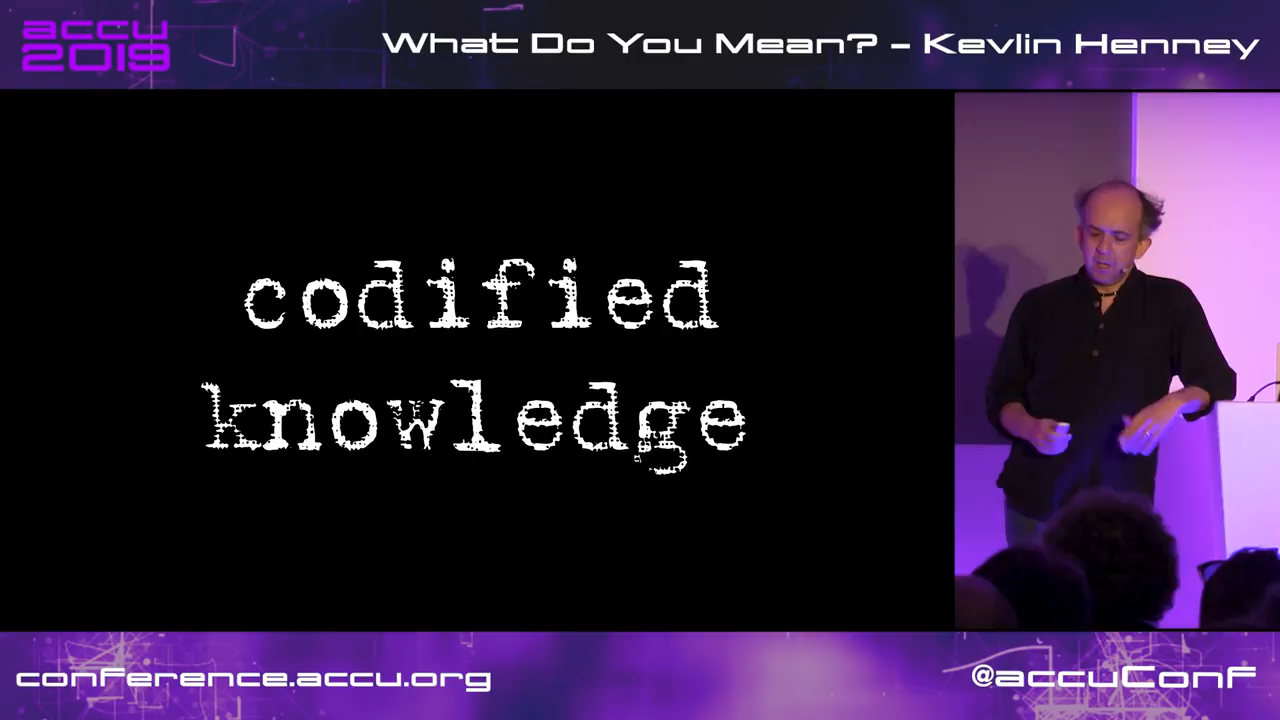 accu
2019
What Do You Mean? – Kevlin Henney
codified
knowledge
conference.accu.org
@accuConf